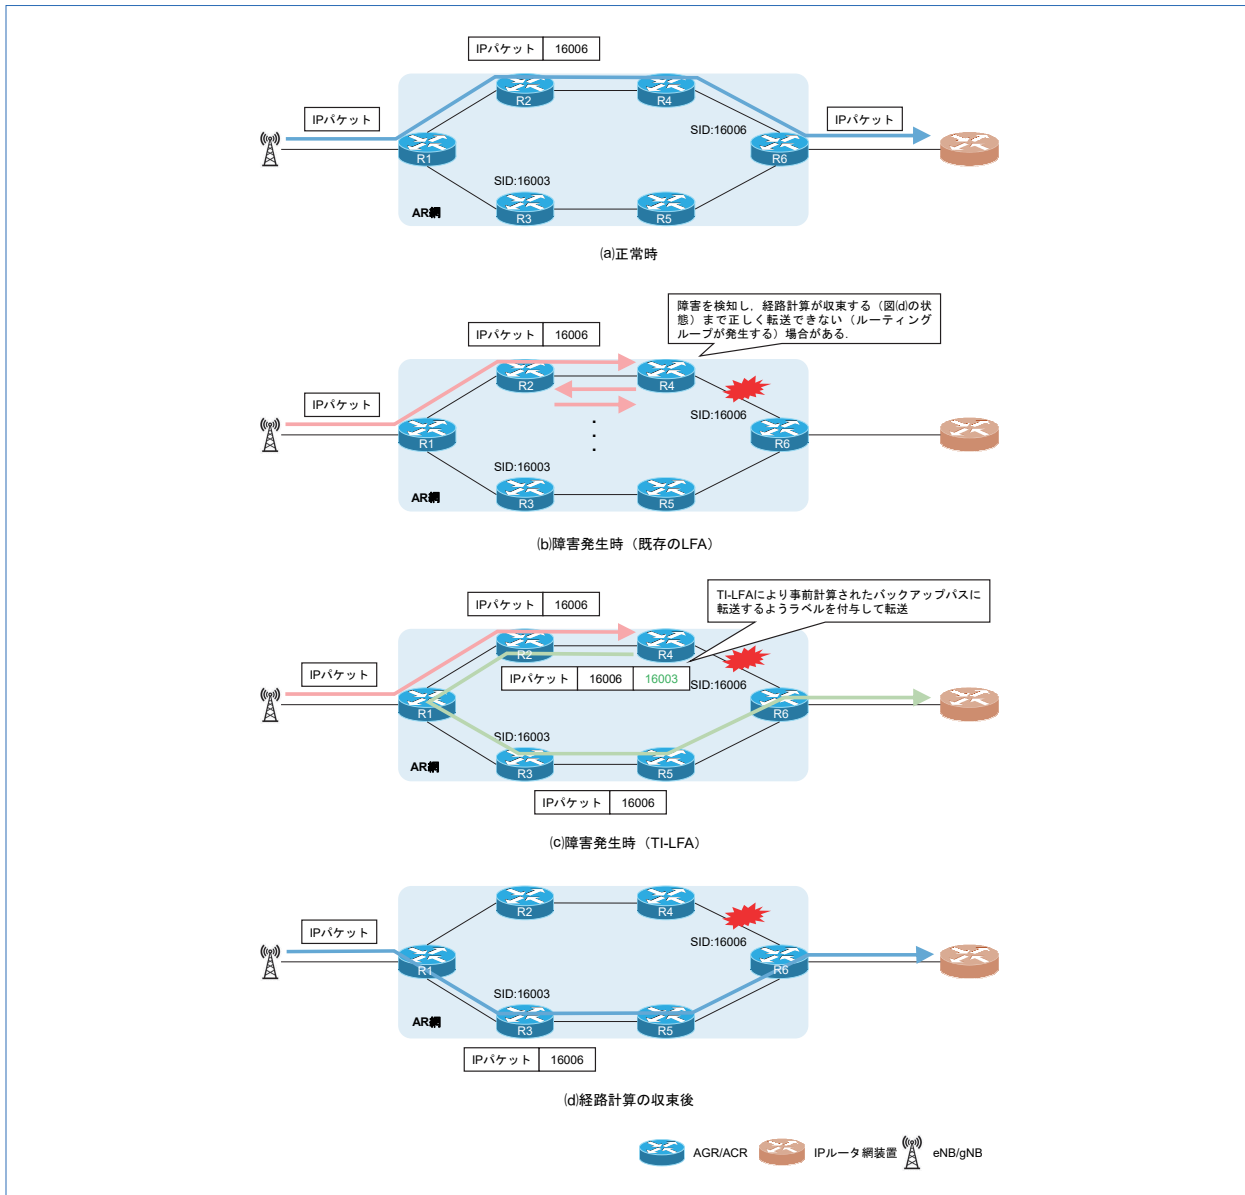 IPパケット 16006
R2
R4
IPパケット
IPパケット
SID:16006
R1
R6
SID:16003
R3
R5
AR網
(a)正常時
障害を検知し，経路計算が収束する（図(d)の状
態）まで正しく転送できない（ルーティング
ループが発生する）場合がある.
IPパケット 16006
R2
R4
IPパケット
SID:16006
R1
R6
・
・
・
SID:16003
R3
R5
AR網
(b)障害発生時（既存のLFA）
TI-LFAにより事前計算されたバックアップパスに
転送するようラベルを付与して転送
IPパケット 16006
R2
R4
IPパケット
IPパケット 16006 16003
SID:16006
R1
R6
SID:16003
R3
R5
AR網
IPパケット 16006
(c)障害発生時（TI-LFA）
R2
R4
IPパケット
SID:16006
R1
R6
SID:16003
R3
R5
AR網
IPパケット 16006
(d)経路計算の収束後
AGR/ACR
IPルータ網装置
eNB/gNB